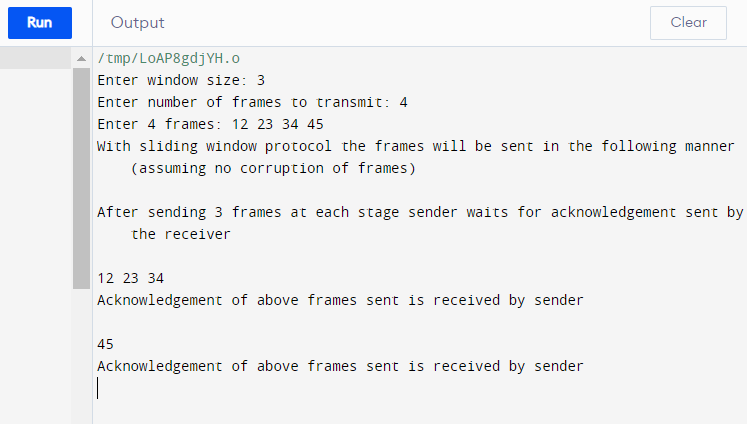 Run Output Clear
/tmp/LoAP8gdjYH.o
Enter window size: 3
Enter number of frames to transmit: 4
Enter 4 frames: 12 23 34 45
With sliding window protocol the frames will be sent in the following manner
(assuming no corruption of frames)
After sending 3 frames at each stage sender waits for acknowledgement sent by
the receiver
12 23 34
Acknowledgement of above frames sent is received by sender
45
Acknowledgement of above frames sent is received by sender